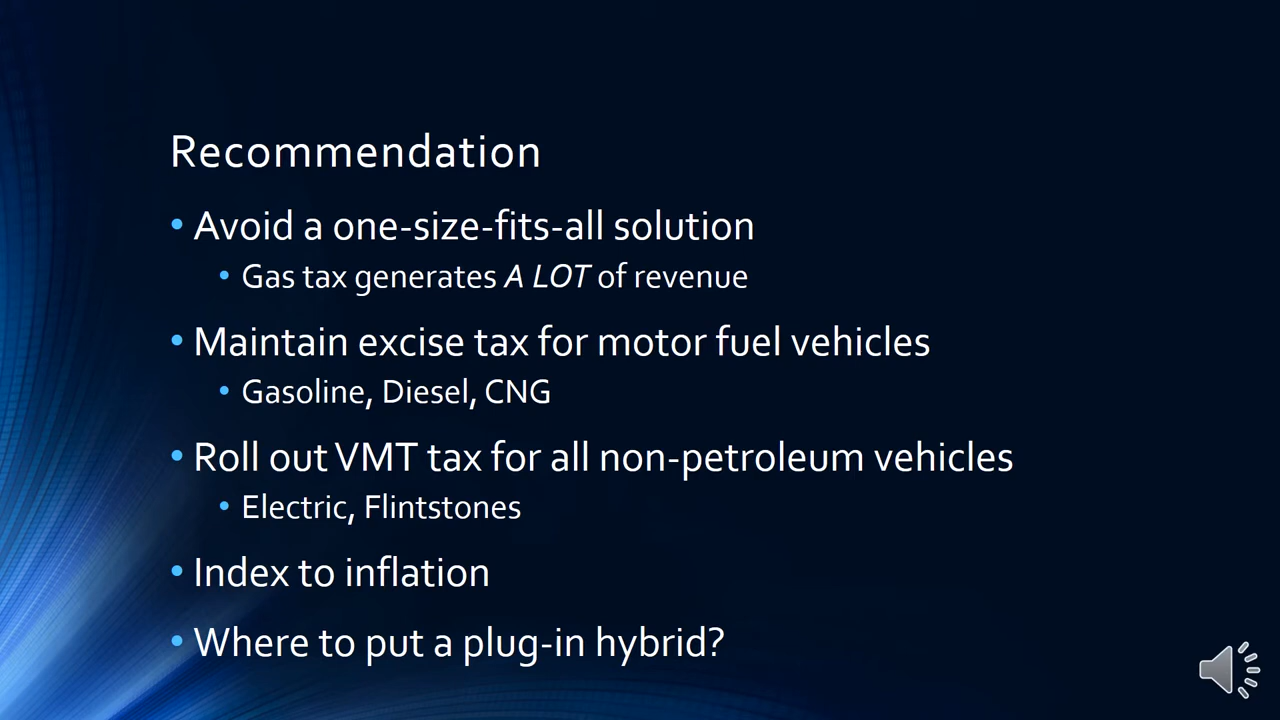 Recommendation
• Avoid a one-size-fits-all solution
• Gas tax generates A LOT of revenue
• Maintain excise tax for motor fuel vehicles
• Gasoline, Diesel, CNG
• Roll out VMT tax for all non-petroleum vehicles
• Electric, Flintstones
• Index to inflation
• Where to put a plug-in hybrid?